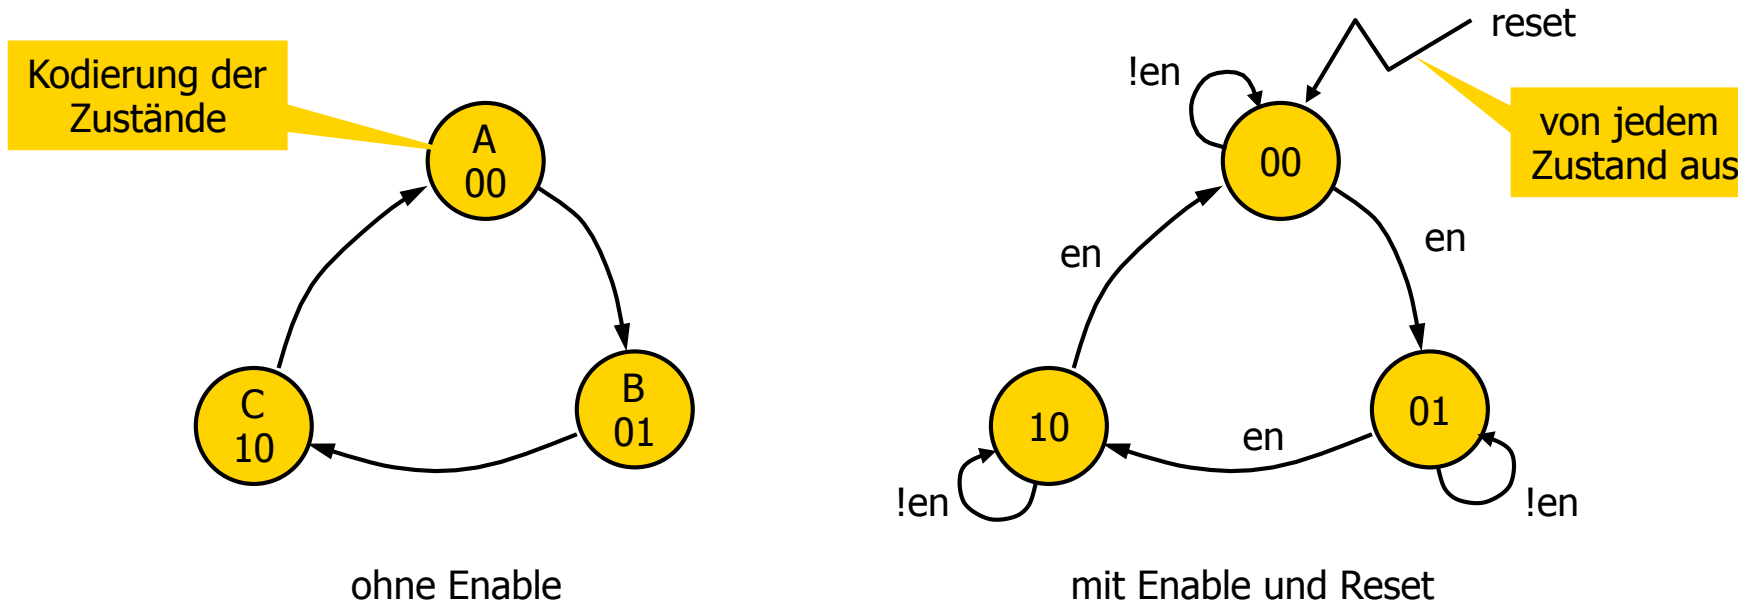 Kodierung der
Zustände
A
00
B
01
C
10
ohne Enable
reset
von jedem
Zustand aus
!en
00
en
en
01
!en
en
10
!en
mit Enable und Reset